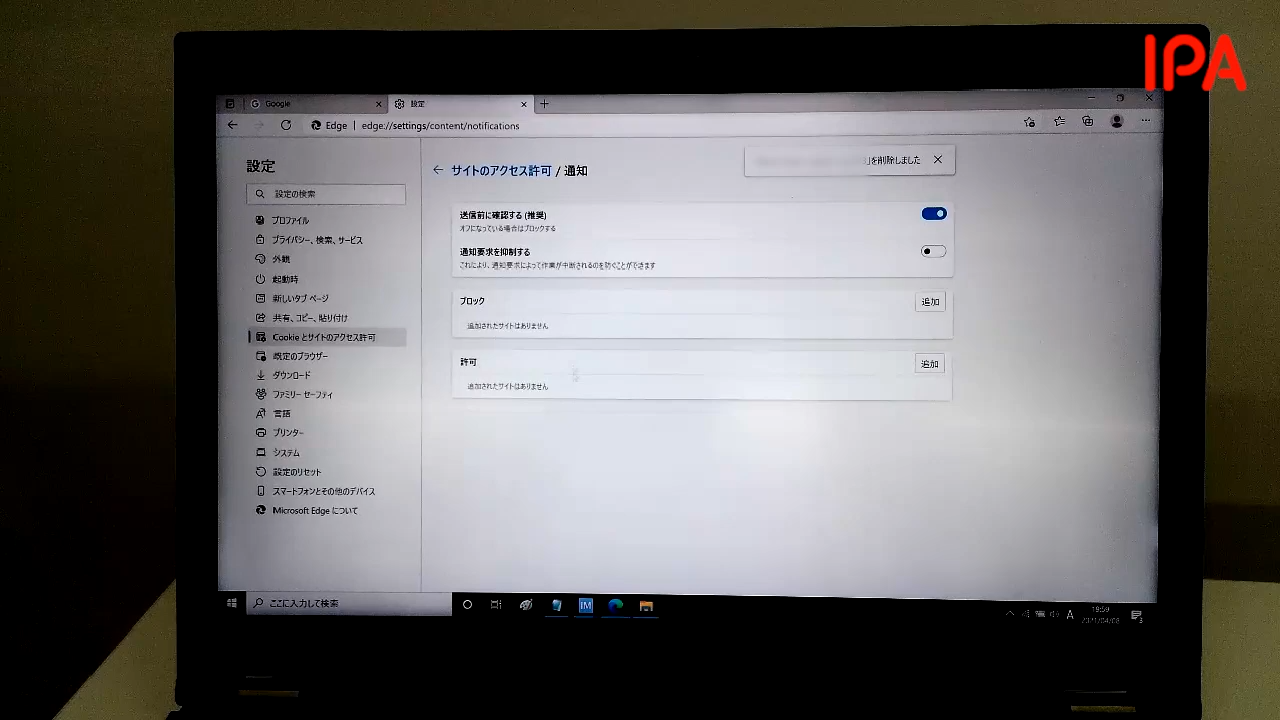 IPA
Google
設定
Edge
edge://settings/content/notifications
設定
設定の検索
プロファイル
プライバシー、検索、サービス
外観
起動時
新しいタブ ページ
共有、コピー、貼り付け
Cookie とサイトのアクセス許可
既定のブラウザー
ダウンロード
ファミリー セーフティ
言語
プリンター
システム
設定のリセット
スマートフォンとその他のデバイス
Microsoft Edge について
サイトのアクセス許可 / 通知
」を削除しました
送信前に確認する (推奨)
オフになっている場合はブロックする
通知要求を抑制する
これにより、通知要求によって作業が中断されるのを防ぐことができます
ブロック
追加
追加されたサイトはありません
許可
追加
追加されたサイトはありません
ここに入力して検索
IM
A
19:59
2021/04/08